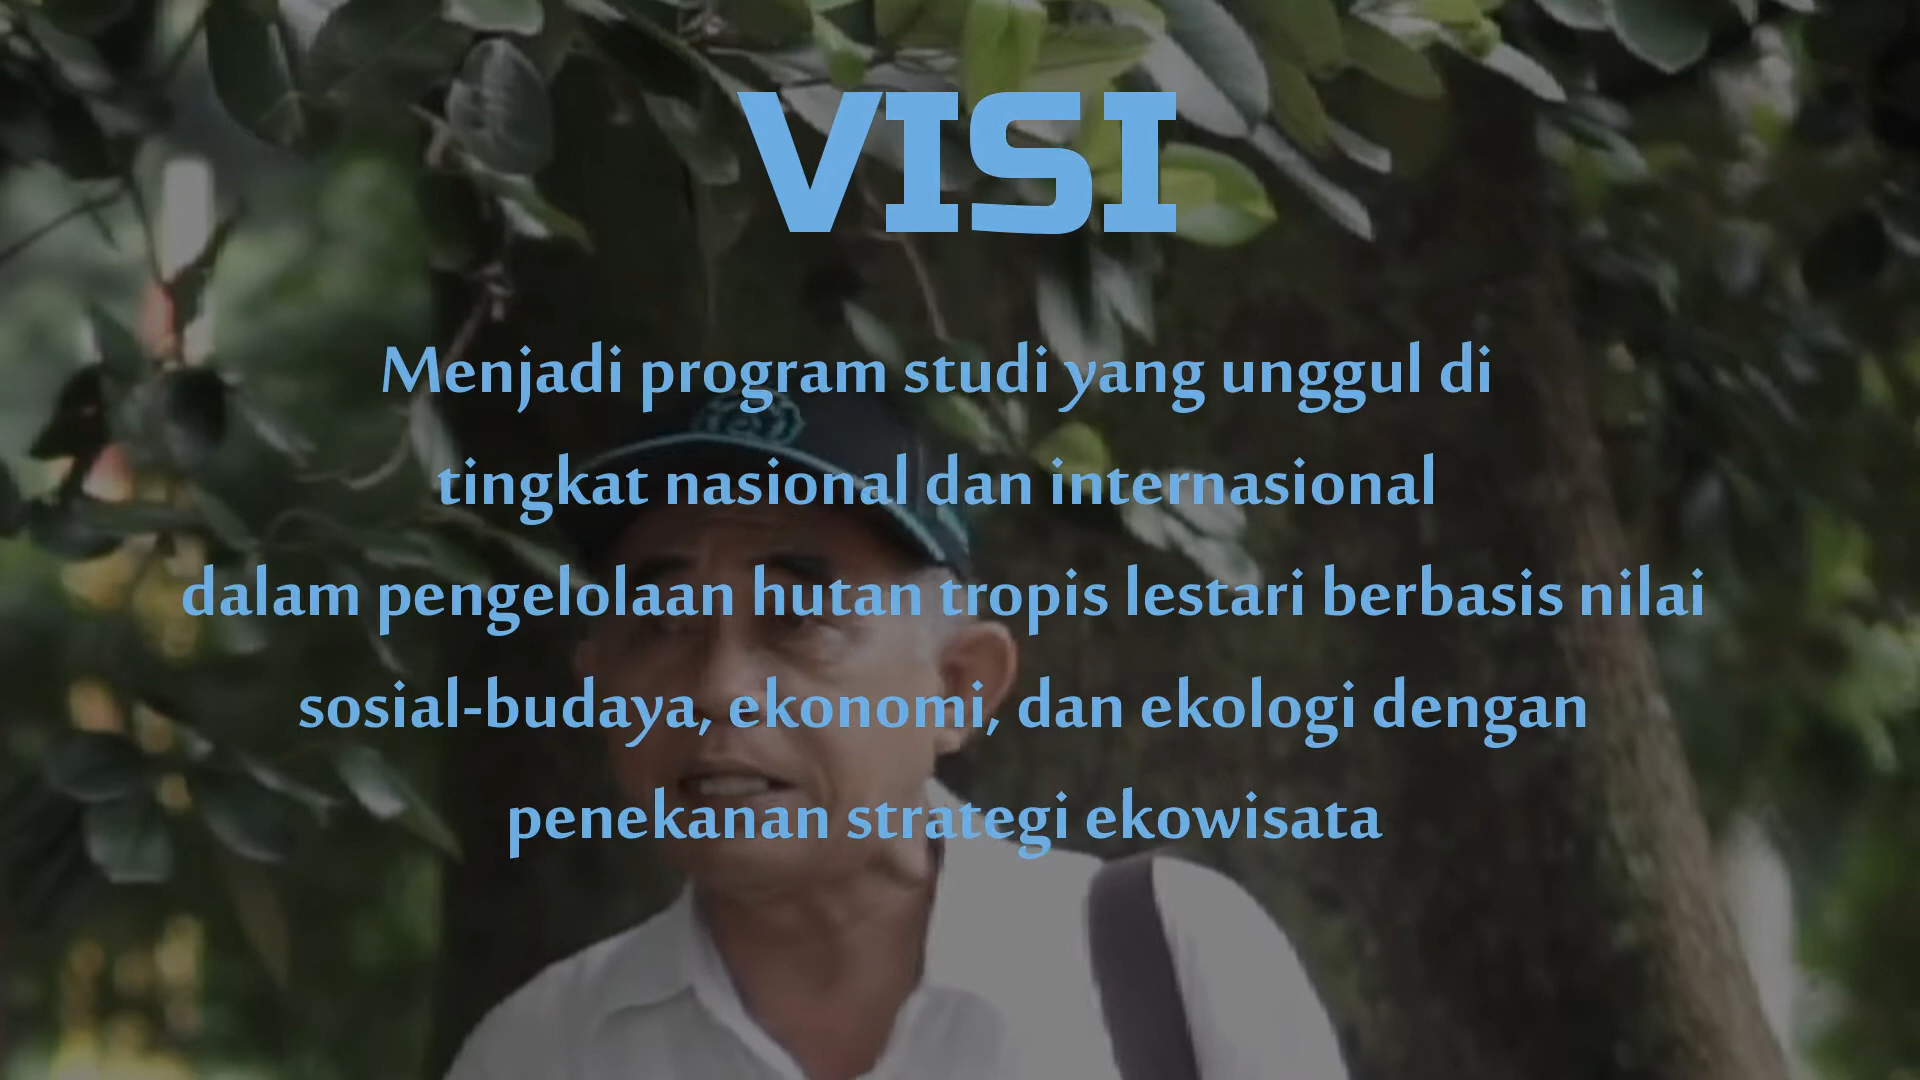 VISI
Menjadi program studi yang unggul di
tingkat nasional dan internasional
dalam pengelolaan hutan tropis lestari berbasis nilai
sosial-budaya, ekonomi, dan ekologi dengan
penekanan strategi ekowisata